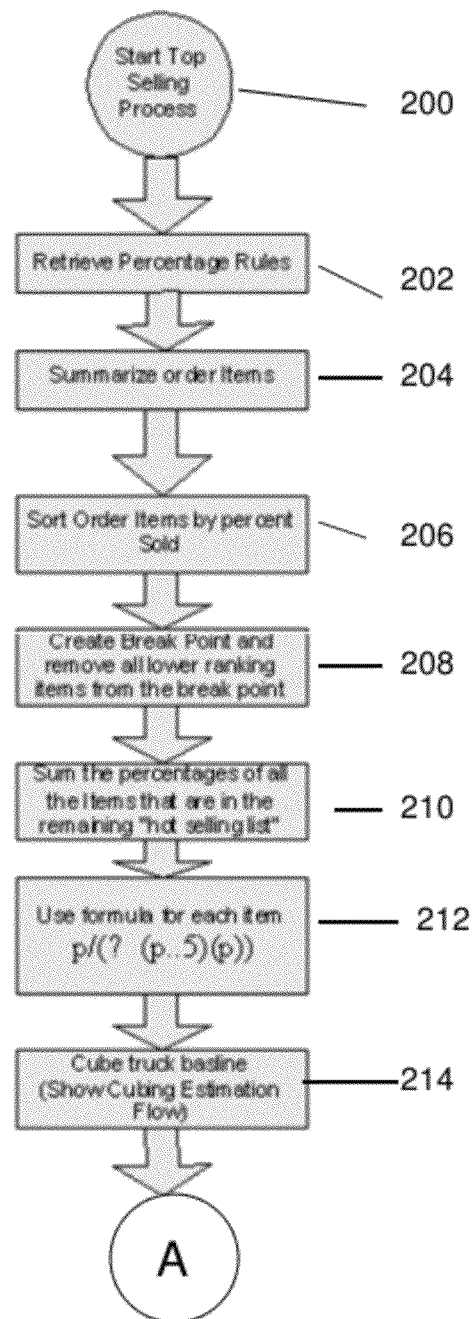 Start Top
Selling
Process
200
Retrieve Percentage Rules
202
Summarize order Items
204
Sort Order Items by percent
Sold
206
Create Break Point and
remove all lower ranking
items from the break point
208
Sum the percentages of all
the Items that are in the
remaining "hot selling list"
210
Use formula for each item
p/(? (p..5)(p))
212
Cube truck basline
(Show Cubing Estimation
Flow)
214
A